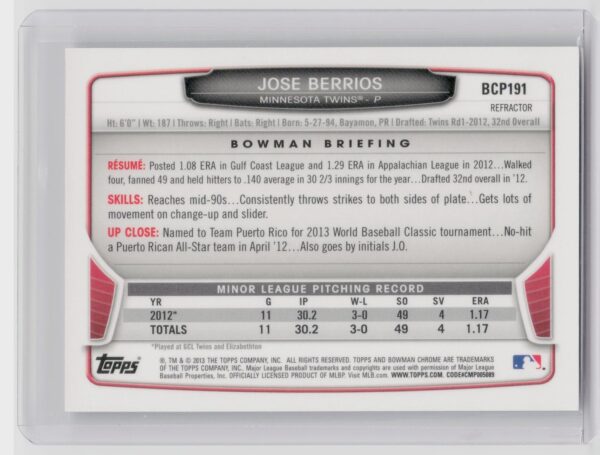 JOSE BERRIOS
MINNESOTA TWINS® - P
BCP191
REFRACTOR
Ht: 6'0" | Wt: 187 | Throws: Right | Bats: Right | Born: 5-27-94, Bayamon, PR | Drafted: Twins Rd1-2012, 32nd Overall
BOWMAN BRIEFING
RÉSUMÉ: Posted 1.08 ERA in Gulf Coast League and 1.29 ERA in Appalachian League in 2012...Walked
four, fanned 49 and held hitters to .140 average in 30 2/3 innings for the year...Drafted 32nd overall in '12.
SKILLS: Reaches mid-90s...Consistently throws strikes to both sides of plate...Gets lots of
movement on change-up and slider.
UP CLOSE: Named to Team Puerto Rico for 2013 World Baseball Classic tournament...No-hit
a Puerto Rican All-Star team in April '12...Also goes by initials J.O.
MINOR LEAGUE PITCHING RECORD
YR G IP W-L SO SV ERA
2012* 11 30.2 3-0 49 4 1.17
TOTALS 11 30.2 3-0 49 4 1.17
*Played at GCL Twins and Elizabethton
Topps
®, TM & © 2013 THE TOPPS COMPANY, INC. ALL RIGHTS RESERVED. TOPPS AND BOWMAN CHROME ARE TRADEMARKS
OF THE TOPPS COMPANY, INC. Major League Baseball trademarks and copyrights are used with permission of Major League
Baseball Properties, Inc. OFFICIALLY LICENSED PRODUCT OF MLBP. Visit MLB.com. WWW.TOPPS.COM. CODE#CMP005089